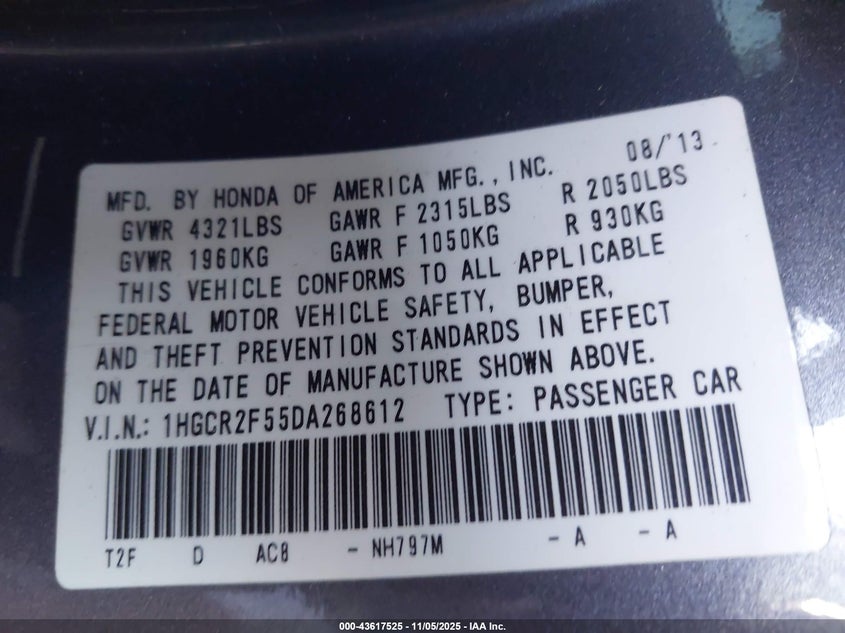 08/'13
MFD. BY HONDA OF AMERICA MFG., INC.
GVWR 4321LBS GAWR F 2315LBS R 2050LBS
GVWR 1960KG GAWR F 1050KG R 930KG
THIS VEHICLE CONFORMS TO ALL APPLICABLE
FEDERAL MOTOR VEHICLE SAFETY, BUMPER,
AND THEFT PREVENTION STANDARDS IN EFFECT
ON THE DATE OF MANUFACTURE SHOWN ABOVE.
V.I.N.: 1HGCR2F55DA268612 TYPE: PASSENGER CAR
T2F D AC8 - NH797M - A - A
000-43617525 - 11/05/2025 - IAA Inc.